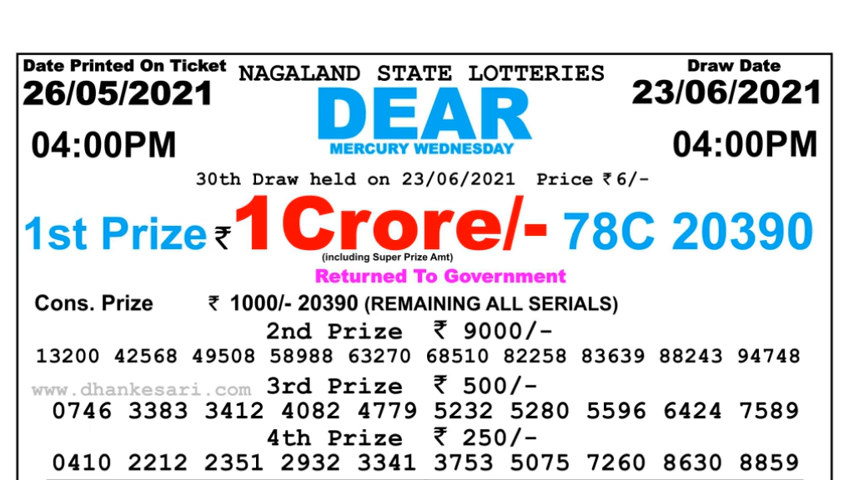 Date Printed On Ticket NAGALAND STATE LOTTERIES Draw Date
26/05/2021 DEAR 23/06/2021
MERCURY WEDNESDAY
04:00PM 04:00PM
30th Draw held on 23/06/2021 Price ₹ 6/-
1st Prize ₹ 1Crore/- 78C 20390
(including Super Prize Amt)
Returned To Government
Cons. Prize ₹ 1000/- 20390 (REMAINING ALL SERIALS)
2nd Prize ₹ 9000/-
13200 42568 49508 58988 63270 68510 82258 83639 88243 94748
www.dhankesari.com 3rd Prize ₹ 500/-
0746 3383 3412 4082 4779 5232 5280 5596 6424 7589
4th Prize ₹ 250/-
0410 2212 2351 2932 3341 3753 5075 7260 8630 8859